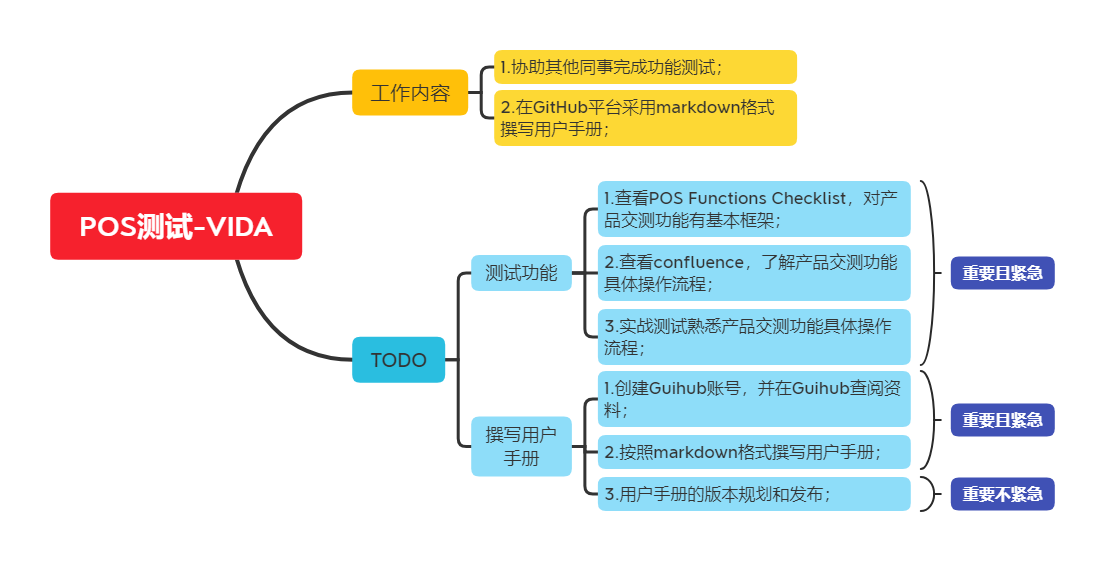 工作内容
1.协助其他同事完成功能测试；
2.在GitHub平台采用markdown格式
撰写用户手册；
POS测试-VIDA
TODO
测试功能
1.查看POS Functions Checklist，对产
品交测功能有基本框架；
2.查看confluence，了解产品交测功能
具体操作流程；
3.实战测试熟悉产品交测功能具体操作
流程；
重要且紧急
撰写用户
手册
1.创建Guihub账号，并在Guihub查阅资
料；
2.按照markdown格式撰写用户手册；
重要且紧急
3.用户手册的版本规划和发布；
重要不紧急